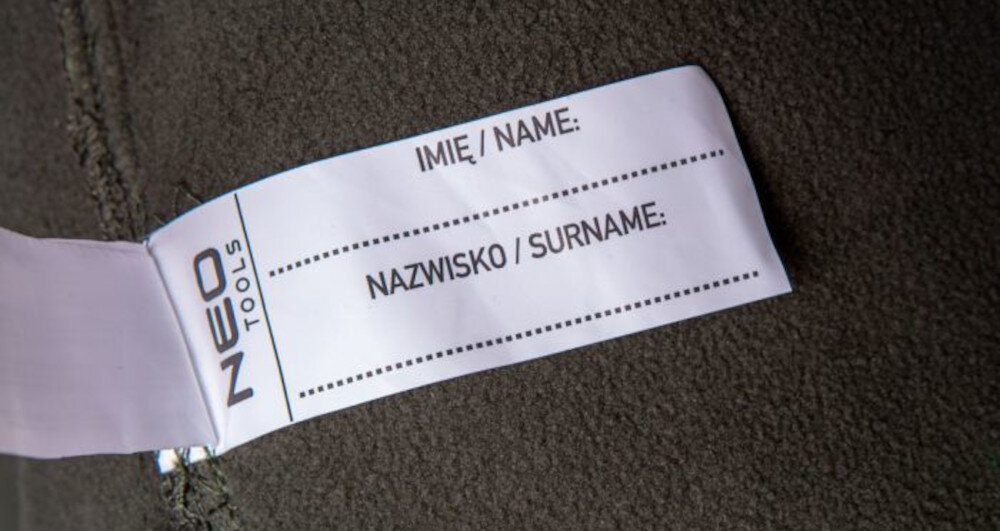 NEO
TOOLS
IMIĘ / NAME:
NAZWISKO / SURNAME: